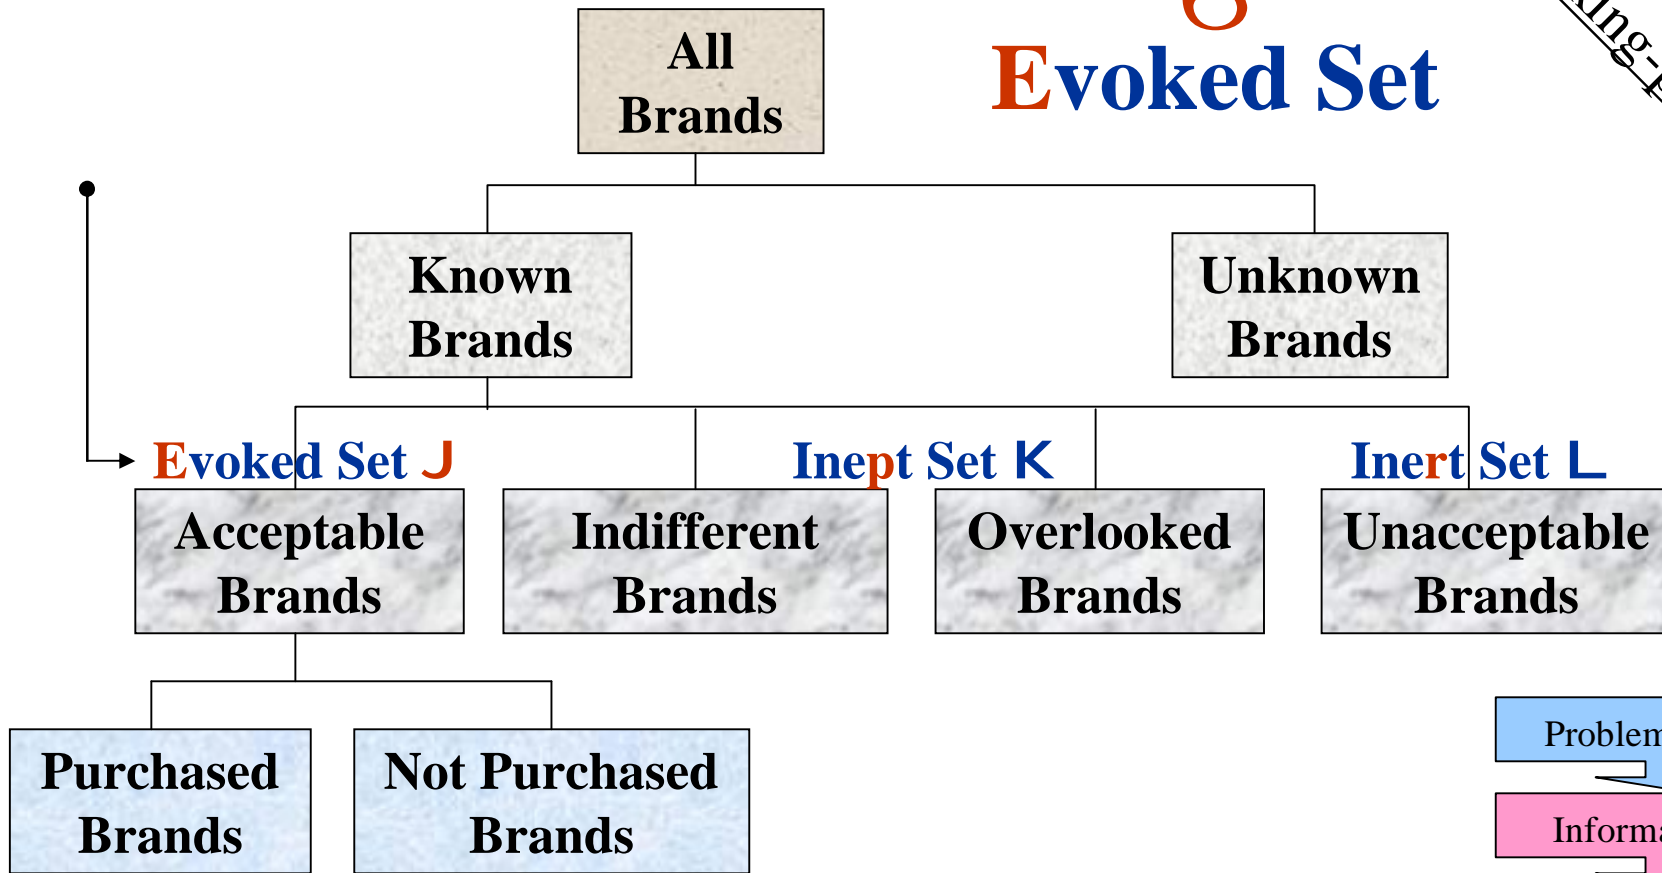 All
Brands
Evoked Set
Known
Brands
Unknown
Brands
Evoked Set J
Inept Set K
Inert Set L
Acceptable
Brands
Indifferent
Brands
Overlooked
Brands
Unacceptable
Brands
Purchased
Brands
Not Purchased
Brands
Problem